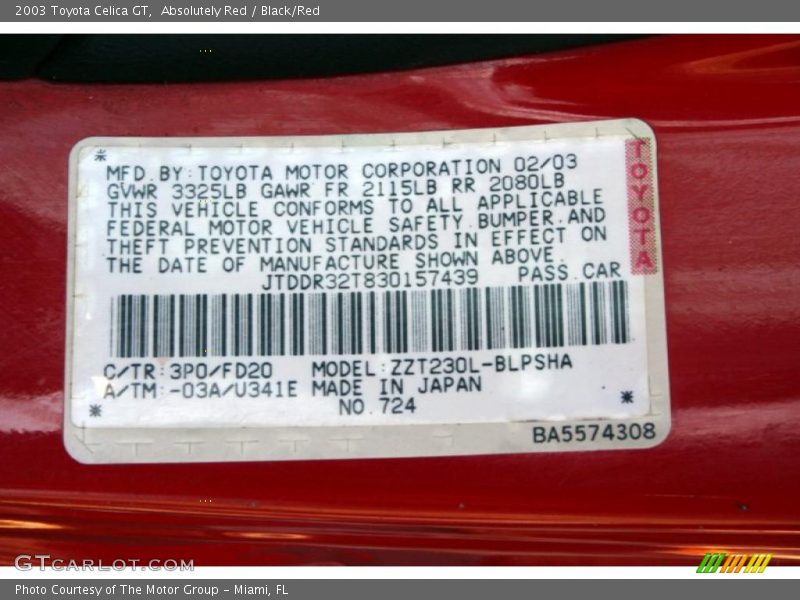 2003 Toyota Celica GT,  Absolutely Red / Black/Red
MFD.BY:TOYOTA MOTOR CORPORATION 02/03
GVWR 3325LB GAWR FR 2115LB RR 2080LB
THIS VEHICLE CONFORMS TO ALL APPLICABLE
FEDERAL MOTOR VEHICLE SAFETY,BUMPER,AND
THEFT PREVENTION STANDARDS IN EFFECT ON
THE DATE OF MANUFACTURE SHOWN ABOVE.
JTDDR32T830157439 PASS.CAR
TOYOTA
C/TR:3P0/FD20 MODEL:ZZT230L-BLPSHA
A/TM:-03A/U341E MADE IN JAPAN
NO.724
BA5574308
GTCARLOT.COM
Photo Courtesy of The Motor Group - Miami, FL